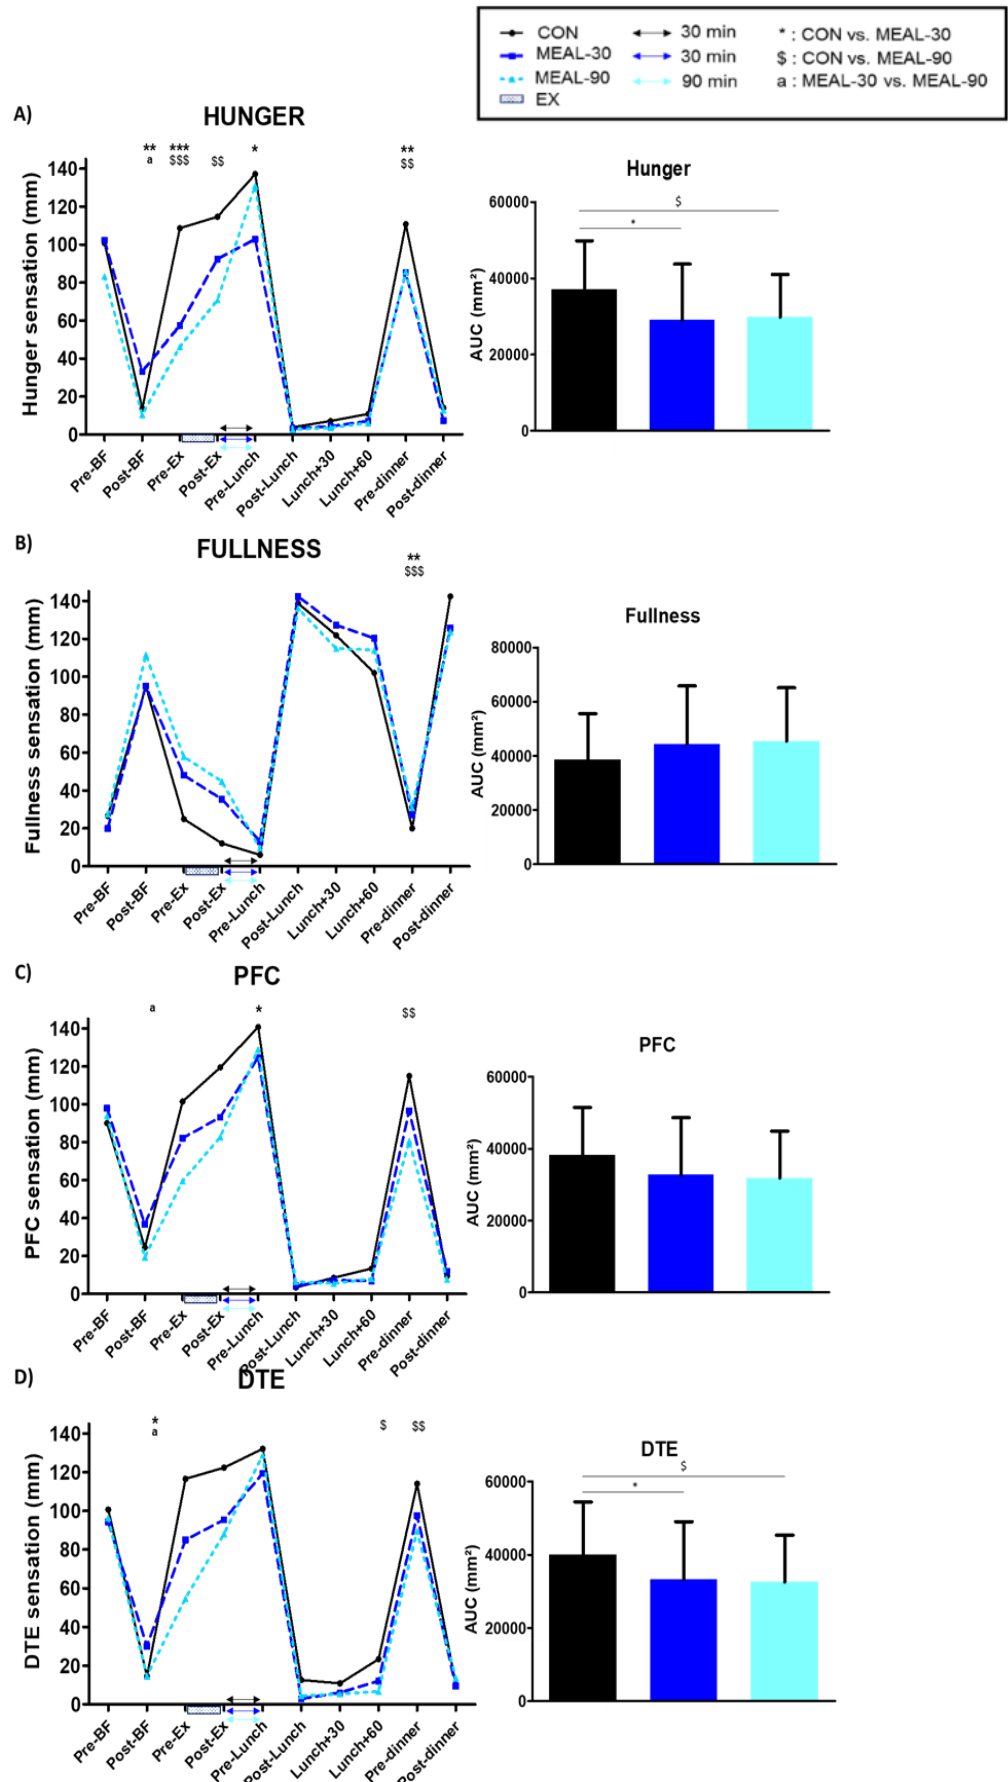 CON 30 min * : CON vs. MEAL-30
MEAL-30 30 min $ : CON vs. MEAL-90
MEAL-90 90 min a : MEAL-30 vs. MEAL-90
EX
A)
HUNGER
** *** $$ * **
a $$$ $$
Hunger sensation (mm)
140
120
100
80
60
40
20
0
Pre-BF
Post-BF
Pre-Ex
Post-Ex
Pre-Lunch
Post-Lunch
Lunch+30
Lunch+60
Pre-dinner
Post-dinner
Hunger
$
*
AUC (mm²)
60000
40000
20000
0
B)
FULLNESS
**
$$$
Fullness sensation (mm)
140
120
100
80
60
40
20
0
Pre-BF
Post-BF
Pre-Ex
Post-Ex
Pre-Lunch
Post-Lunch
Lunch+30
Lunch+60
Pre-dinner
Post-dinner
Fullness
AUC (mm²)
80000
60000
40000
20000
0
C)
PFC
a * $$
PFC sensation (mm)
140
120
100
80
60
40
20
0
Pre-BF
Post-BF
Pre-Ex
Post-Ex
Pre-Lunch
Post-Lunch
Lunch+30
Lunch+60
Pre-dinner
Post-dinner
PFC
AUC (mm²)
60000
40000
20000
0
D)
DTE
* $ $$
a
DTE sensation (mm)
140
120
100
80
60
40
20
0
Pre-BF
Post-BF
Pre-Ex
Post-Ex
Pre-Lunch
Post-Lunch
Lunch+30
Lunch+60
Pre-dinner
Post-dinner
DTE
$
*
AUC (mm²)
60000
40000
20000
0